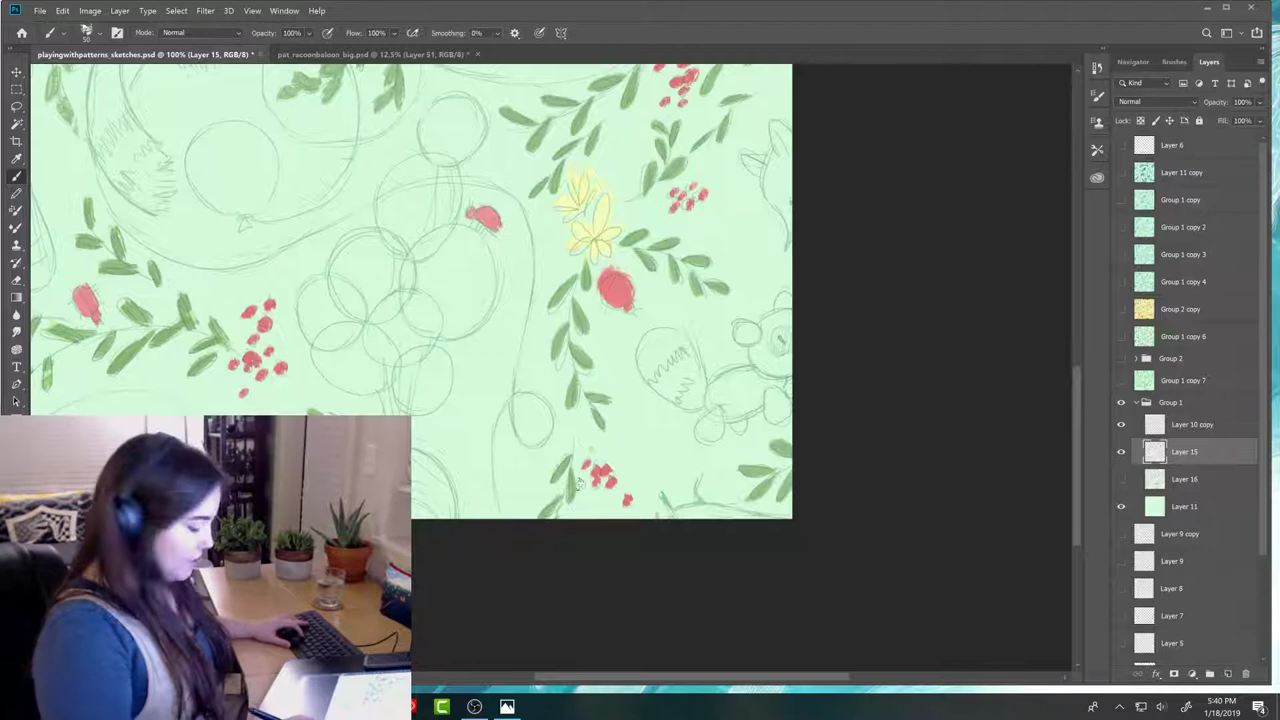 File Edit Image Layer Type Select Filter 3D View Window Help
50 Mode: Normal Opacity: 100% Flow: 100% Smoothing: 0%
playingwithpatterns_sketches.psd @ 100% (Layer 15, RGB/8) * pat_racoonbaloon_big.psd @ 12,5% (Layer 51, RGB/8) *
Navigator Brushes Layers
Kind
Normal Opacity: 100%
Lock: Fill: 100%
Layer 6
Layer 11 copy
Group 1 copy
Group 1 copy 2
Group 1 copy 3
Group 1 copy 4
Group 2 copy
Group 1 copy 6
Group 2
Group 1 copy 7
Group 1
Layer 10 copy
Layer 15
Layer 16
Layer 11
Layer 9 copy
Layer 9
Layer 8
Layer 7
Layer 5
5:40 PM
1/18/2019